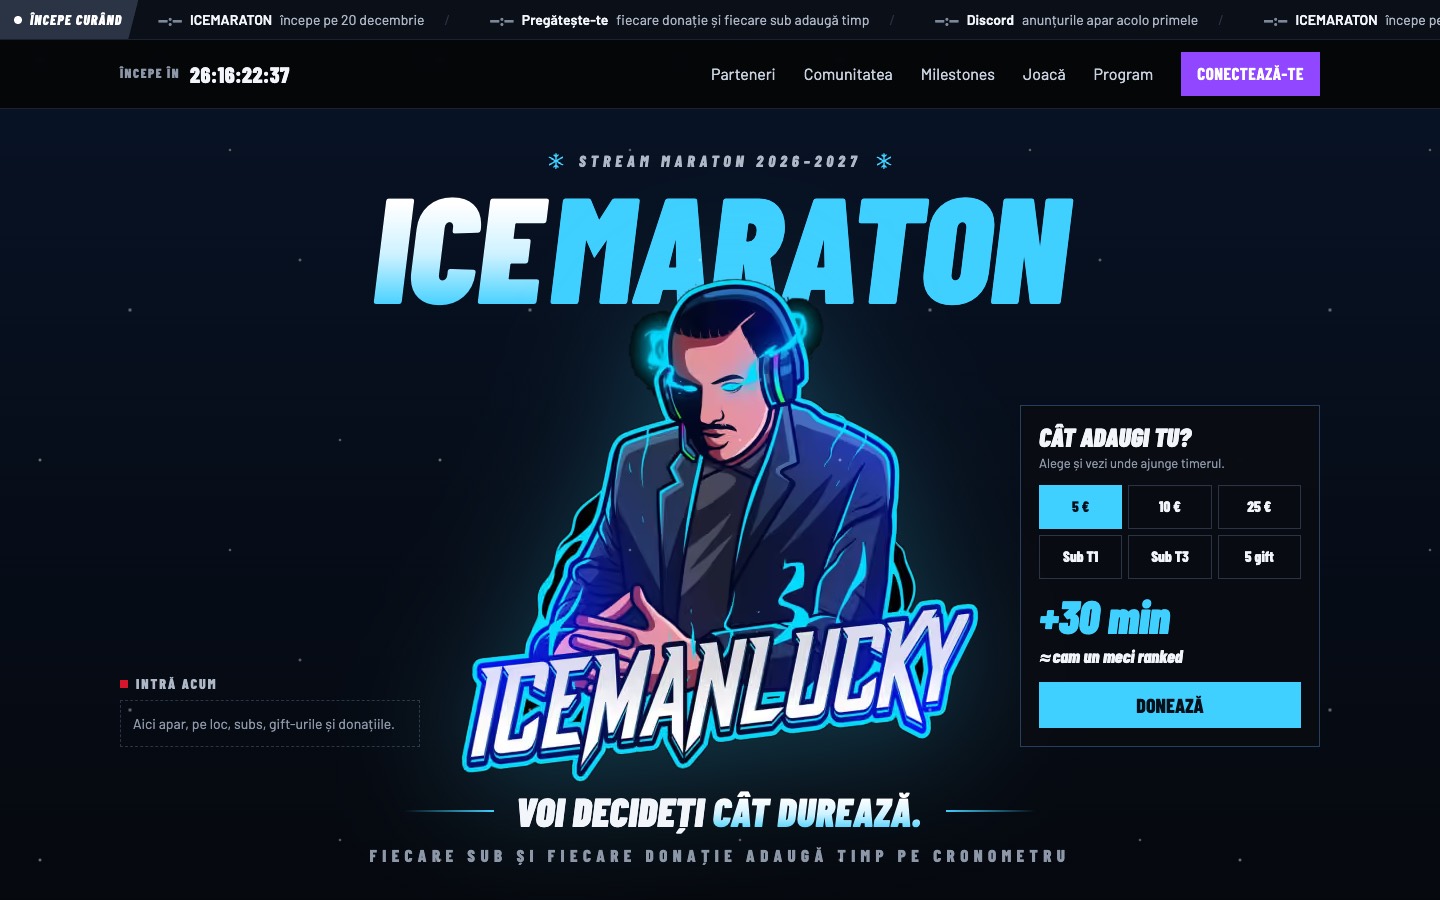 ÎNCEPE CURÂND
--:-- ICEMARATON începe pe 20 decembrie / --:-- Pregătește-te fiecare donație și fiecare sub adaugă timp / --:-- Discord anunțurile apar acolo primele / --:-- ICEMARATON începe pe
ÎNCEPE ÎN 26:16:22:37
Parteneri Comunitatea Milestones Joacă Program CONECTEAZĂ-TE
STREAM MARATON 2026-2027
ICEMARATON
CÂT ADAUGI TU?
Alege și vezi unde ajunge timerul.
5 € 10 € 25 €
Sub T1 Sub T3 5 gift
+30 min
≈ cam un meci ranked
DONEAZĂ
INTRĂ ACUM
Aici apar, pe loc, subs, gift-urile și donațiile.
ICEMANLUCKY
VOI DECIDEȚI CÂT DUREAZĂ.
FIECARE SUB ȘI FIECARE DONAȚIE ADAUGĂ TIMP PE CRONOMETRU